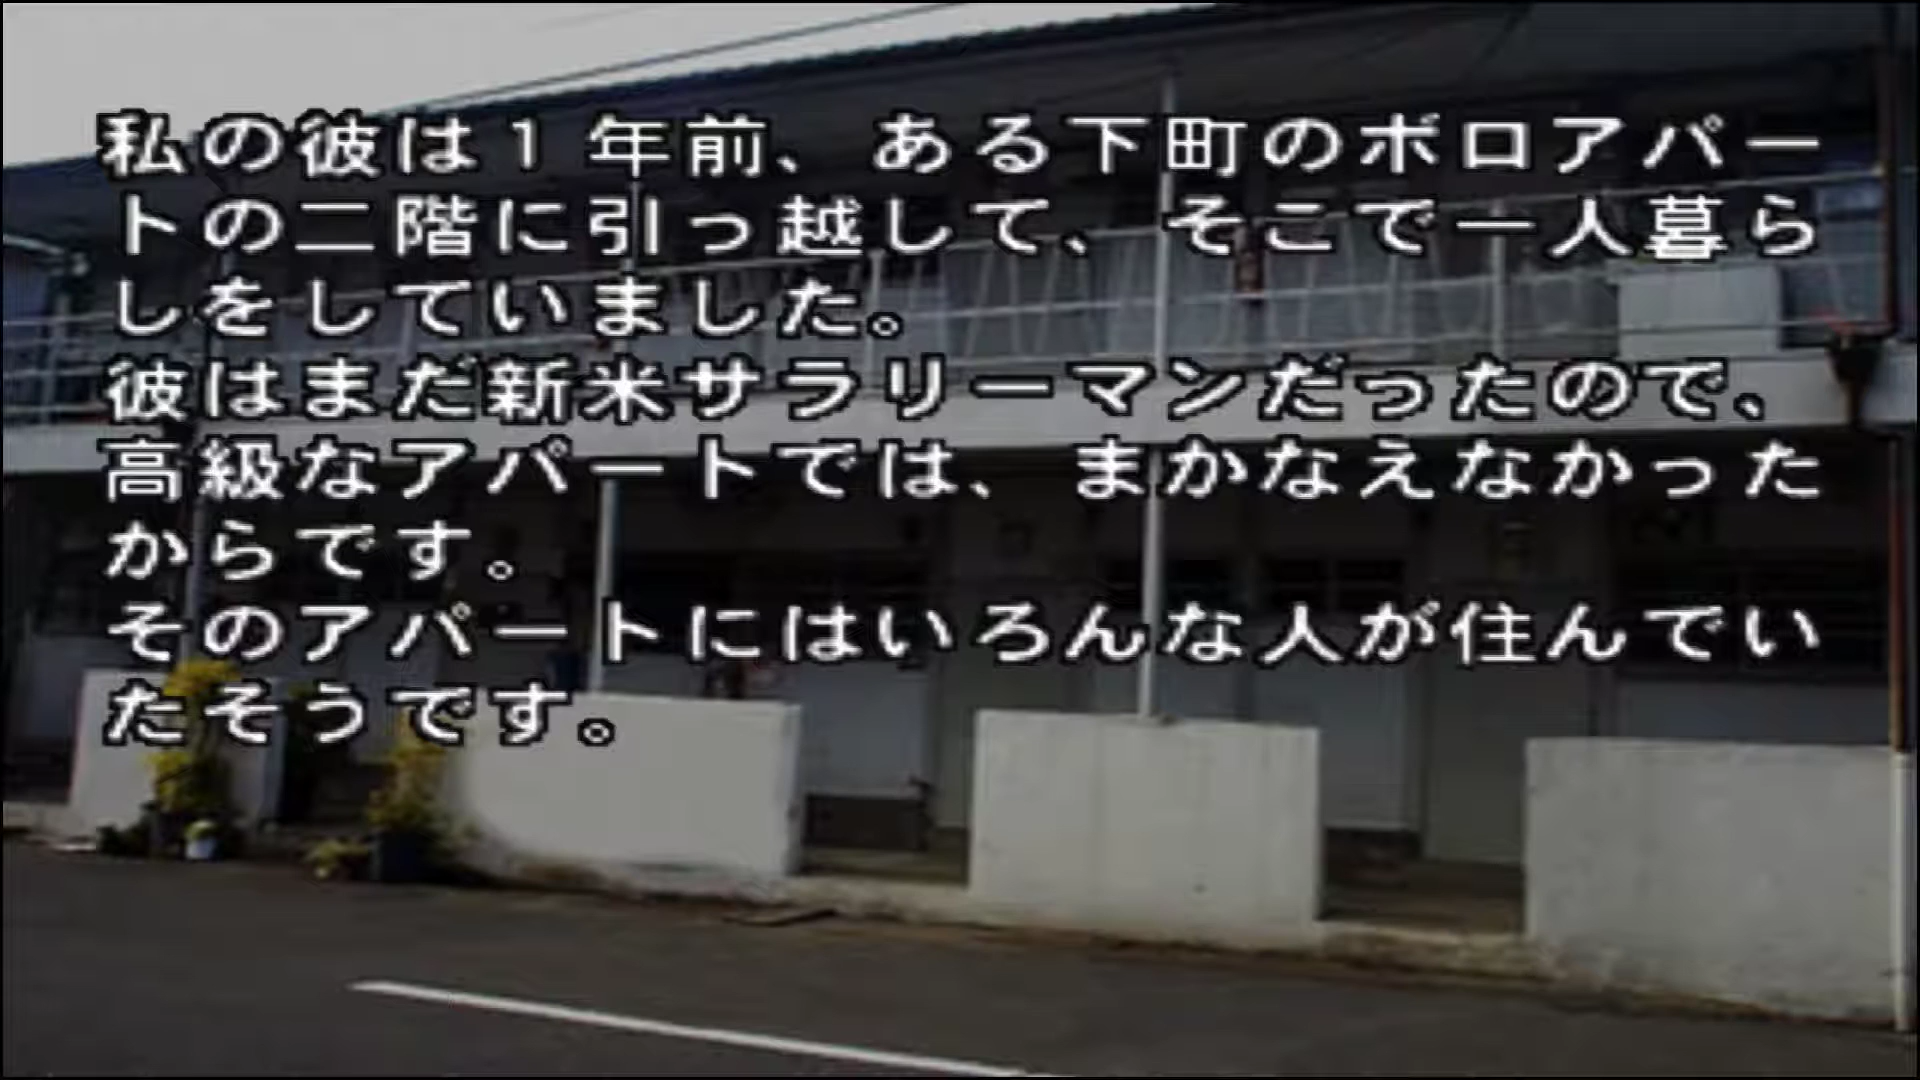 私の彼は１年前、ある下町のボロアパー
トの二階に引っ越して、そこで一人暮ら
しをしていました。
彼はまだ新米サラリーマンだったので、
高級なアパートでは、まかなえなかった
からです。
そのアパートにはいろんな人が住んでい
たそうです。